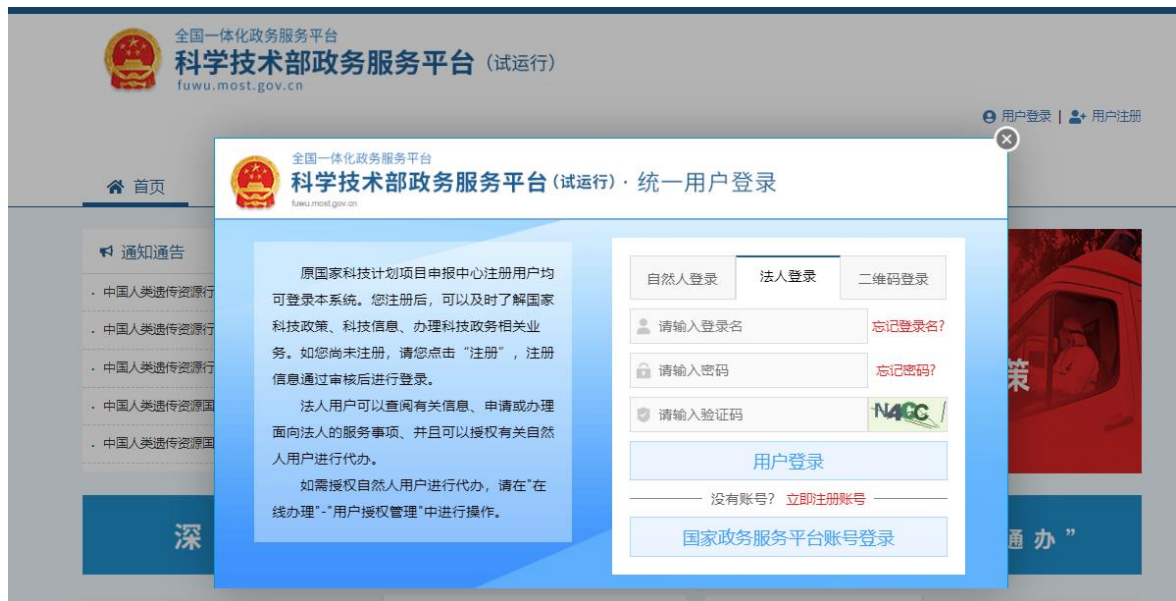 全国一体化政务服务平台
科学技术部政务服务平台（试运行）
fuwu.most.gov.cn
用户登录 | 用户注册
全国一体化政务服务平台
科学技术部政务服务平台（试运行）· 统一用户登录
fuwu.most.gov.cn
首页
通知通告
· 中国人类遗传资源行
· 中国人类遗传资源行
· 中国人类遗传资源行
· 中国人类遗传资源国
· 中国人类遗传资源国
原国家科技计划项目申报中心注册用户均
可登录本系统。您注册后，可以及时了解国家
科技政策、科技信息、办理科技政务相关业
务。如您尚未注册，请您点击“注册”，注册
信息通过审核后进行登录。
法人用户可以查阅有关信息、申请或办理
面向法人的服务事项、并且可以授权有关自然
人用户进行代办。
如需授权自然人用户进行代办，请在"在
线办理"-"用户授权管理"中进行操作。
自然人登录 法人登录 二维码登录
请输入登录名 忘记登录名?
请输入密码 忘记密码?
请输入验证码 N4CC
用户登录
没有账号? 立即注册账号
国家政务服务平台账号登录
策
深
通办”